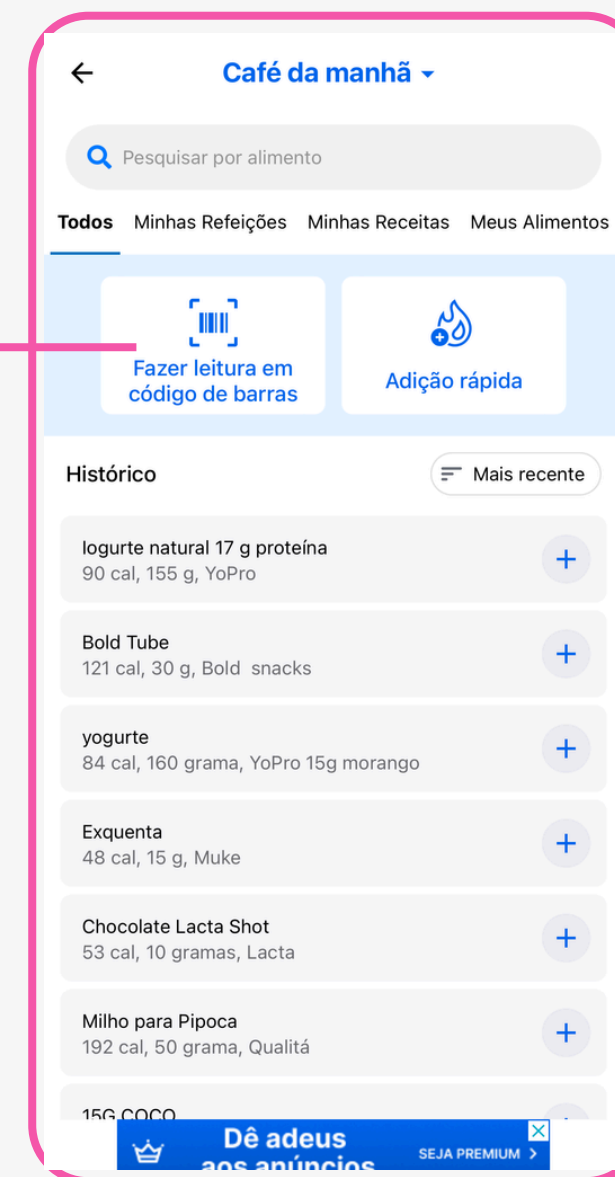 Café da manhã
Pesquisar por alimento
Todos Minhas Refeições Minhas Receitas Meus Alimentos
Fazer leitura em
código de barras
Adição rápida
Histórico
Mais recente
Iogurte natural 17 g proteína
90 cal, 155 g, YoPro
Bold Tube
121 cal, 30 g, Bold  snacks
yogurte
84 cal, 160 grama, YoPro 15g morango
Exquenta
48 cal, 15 g, Muke
Chocolate Lacta Shot
53 cal, 10 gramas, Lacta
Milho para Pipoca
192 cal, 50 grama, Qualitá
15G COCO
Dê adeus
aos anúncios
SEJA PREMIUM